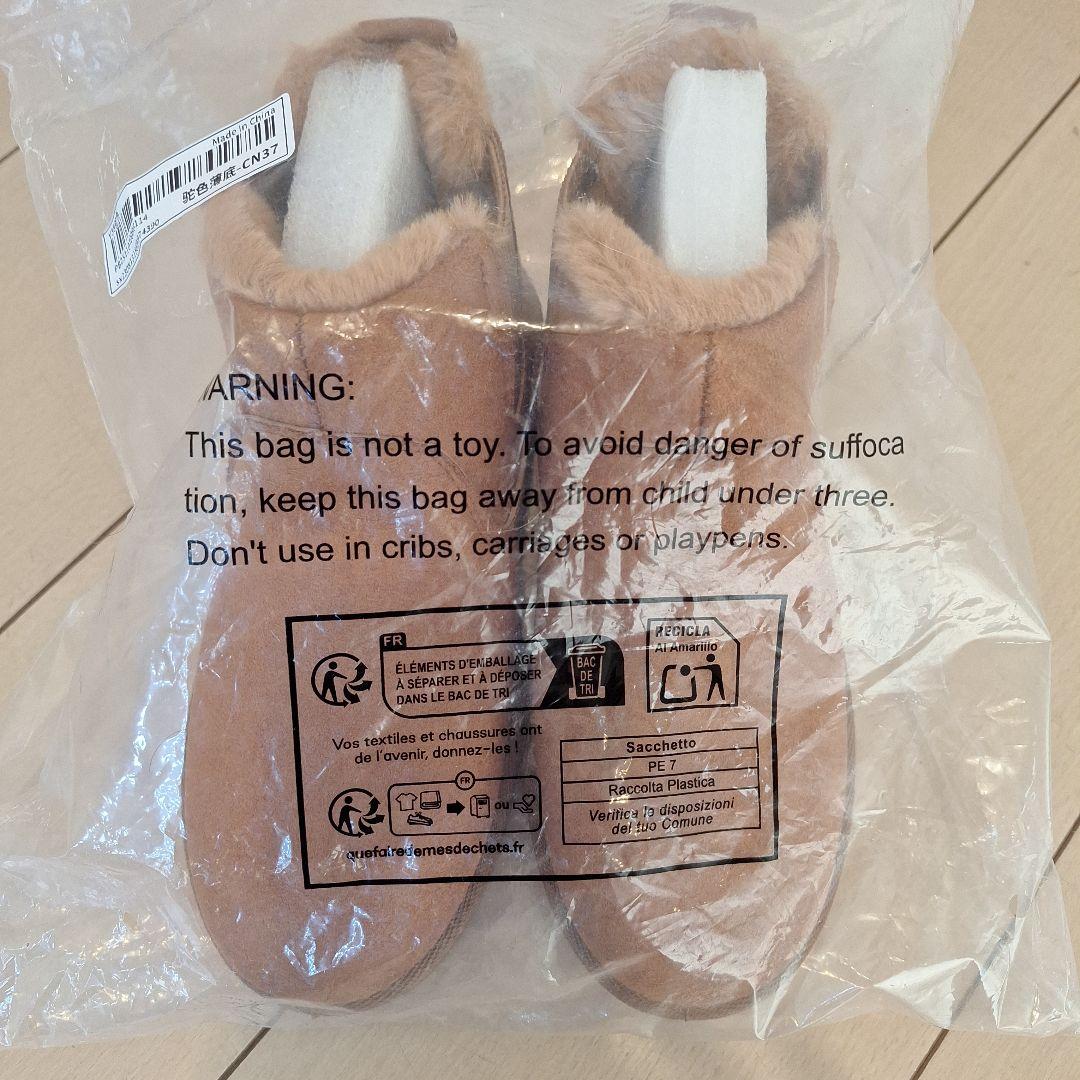 Made in China
驼色薄底-CN37
WARNING:
This bag is not a toy. To avoid danger of suffoca
tion, keep this bag away from child under three.
Don't use in cribs, carriages or playpens.
FR
ÉLÉMENTS D'EMBALLAGE
À SÉPARER ET À DÉPOSER
DANS LE BAC DE TRI
BAC
DE
TRI
RECICLA
Al Amarillo
Vos textiles et chaussures ont
de l'avenir, donnez-les !
FR
ou
quefairedemesdechets.fr
Sacchetto
PE 7
Raccolta Plastica
Verifica le disposizioni
del tuo Comune